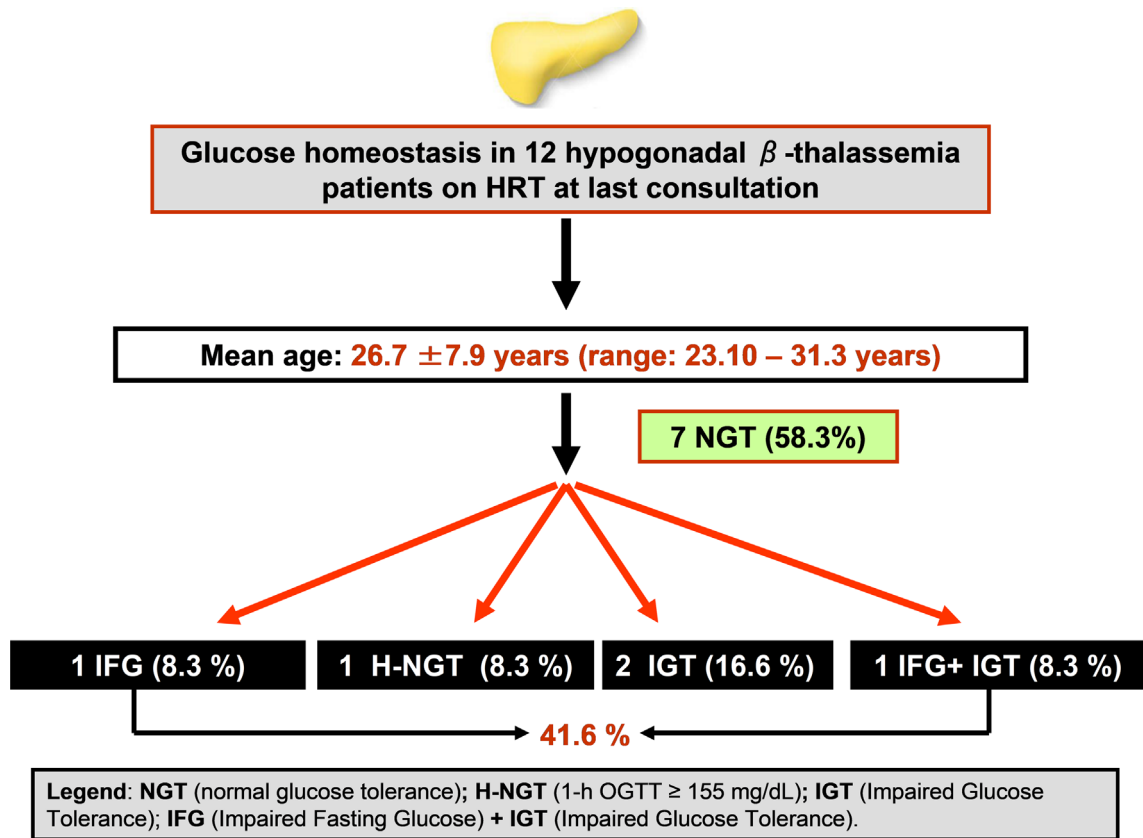 Glucose homeostasis in 12 hypogonadal β-thalassemia
patients on HRT at last consultation
Mean age: 26.7 ±7.9 years (range: 23.10 – 31.3 years)
7 NGT (58.3%)
1 IFG (8.3 %)
1 H-NGT (8.3 %)
2 IGT (16.6 %)
1 IFG+ IGT (8.3 %)
41.6 %
Legend: NGT (normal glucose tolerance); H-NGT (1-h OGTT ≥ 155 mg/dL); IGT (Impaired Glucose
Tolerance); IFG (Impaired Fasting Glucose) + IGT (Impaired Glucose Tolerance).